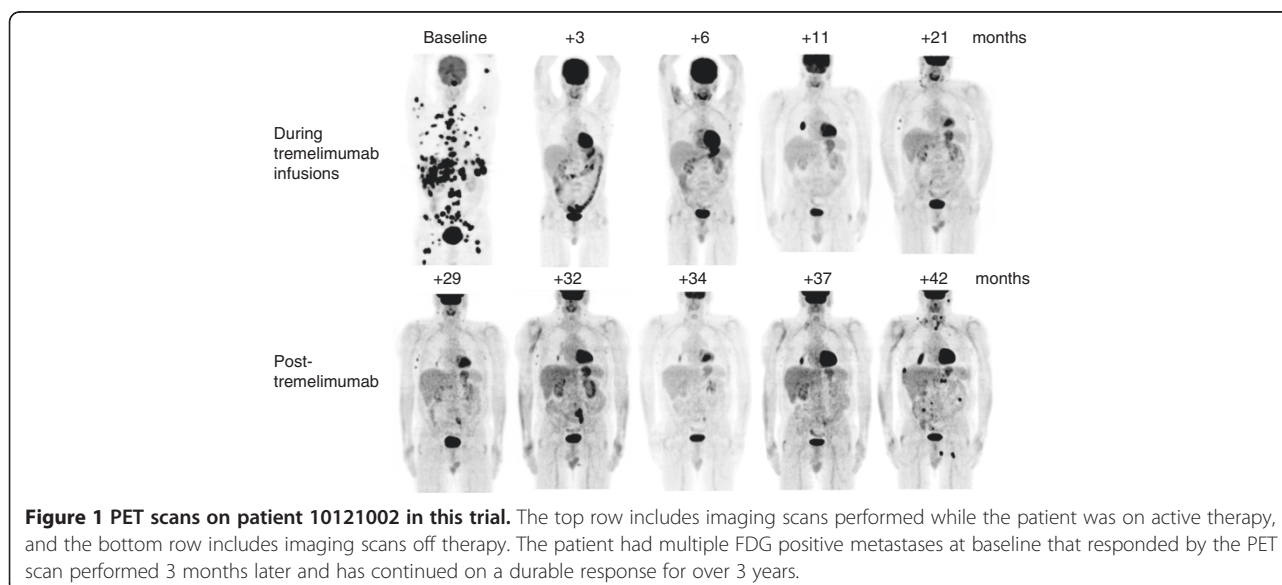 Baseline +3 +6 +11 +21 months
During
tremelimumab
infusions
+29 +32 +34 +37 +42 months
Post-
tremelimumab
Figure 1 PET scans on patient 10121002 in this trial. The top row includes imaging scans performed while the patient was on active therapy,
and the bottom row includes imaging scans off therapy. The patient had multiple FDG positive metastases at baseline that responded by the PET
scan performed 3 months later and has continued on a durable response for over 3 years.